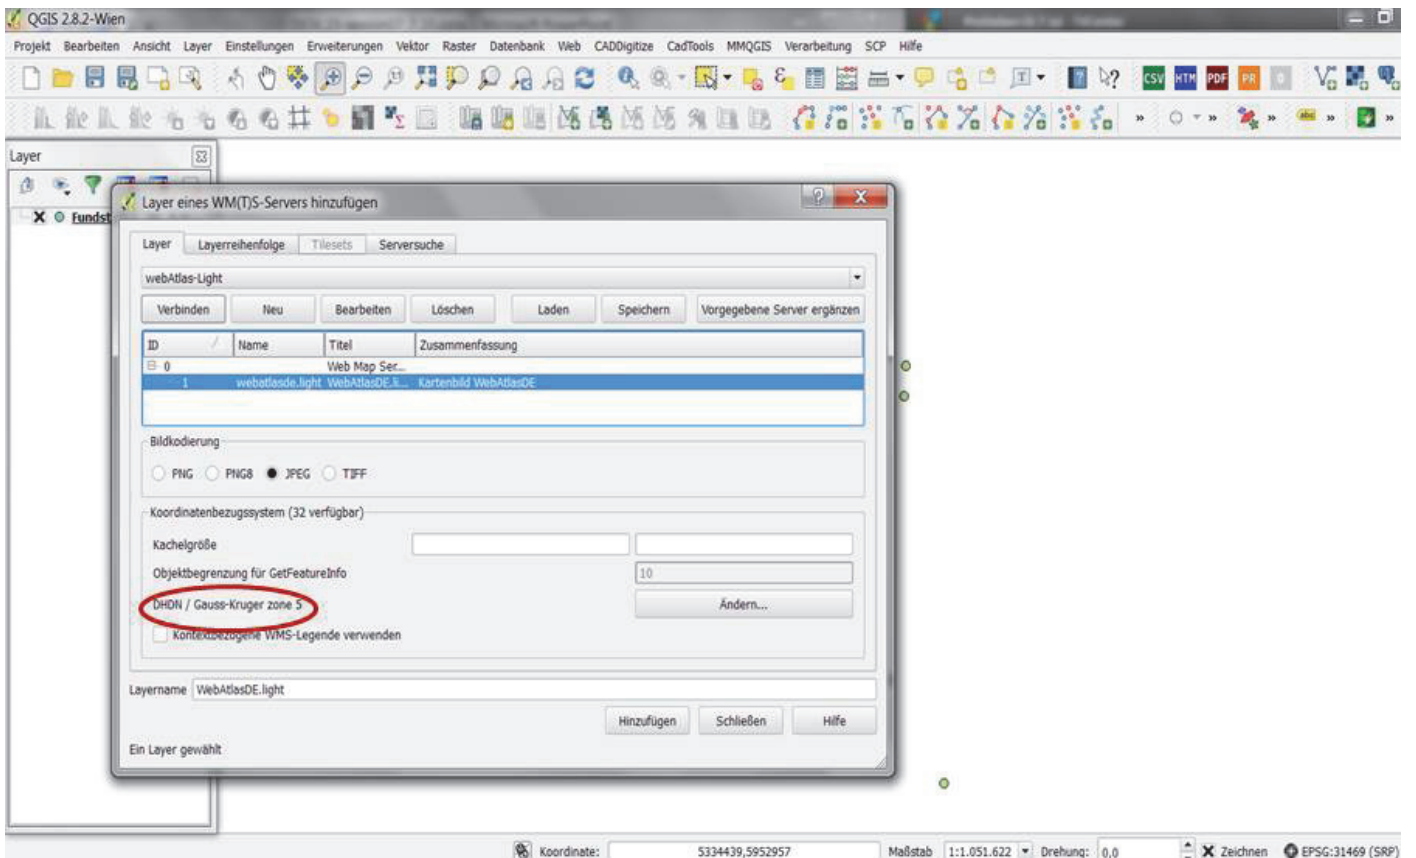 QGIS 2.8.2-Wien
Projekt Bearbeiten Ansicht Layer Einstellungen Erweiterungen Vektor Raster Datenbank Web CADDigitize CadTools MMQGIS Verarbeitung SCP Hilfe
CSV HTM PDF PR
abc
Layer
Layer eines WM(T)S-Servers hinzufügen
Fundst
Layer Layerreihenfolge Tilesets Serversuche
webAtlas-Light
Verbinden Neu Bearbeiten Löschen Laden Speichern Vorgegebene Server ergänzen
ID Name Titel Zusammenfassung
0 Web Map Ser...
1 webatlasde.light WebAtlasDE.li... Kartenbild WebAtlasDE
Bildkodierung
PNG PNG8 JPEG TIFF
Koordinatenbezugssystem (32 verfügbar)
Kachelgröße
Objektbegrenzung für GetFeatureInfo 10
DHDN / Gauss-Kruger zone 5 Ändern...
Kontextbezogene WMS-Legende verwenden
Layername WebAtlasDE.light
Hinzufügen Schließen Hilfe
Ein Layer gewählt
Koordinate: 5334439,5952957 Maßstab 1:1.051.622 Drehung: 0,0 Zeichnen EPSG:31469 (SRP)